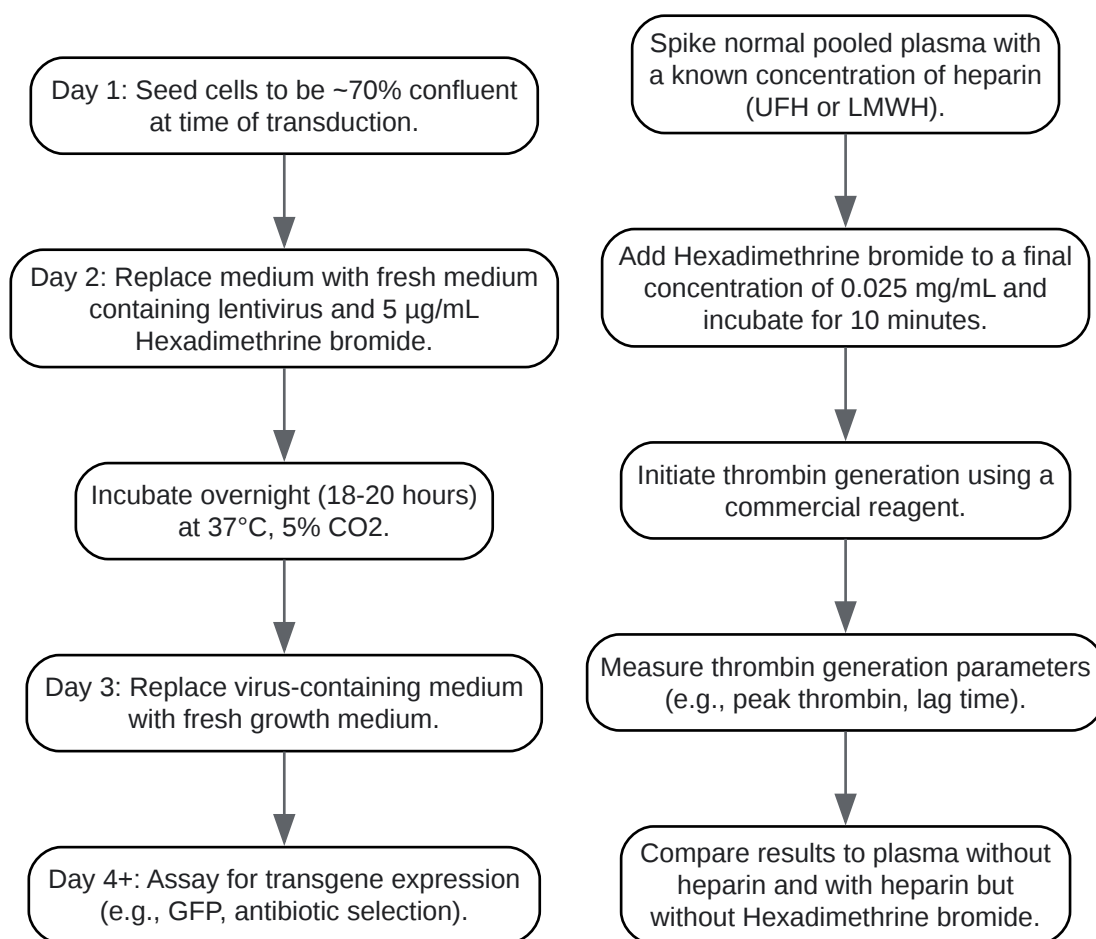 Day 1: Seed cells to be ~70% confluent
at time of transduction.
Day 2: Replace medium with fresh medium
containing lentivirus and 5 µg/mL
Hexadimethrine bromide.
Incubate overnight (18-20 hours)
at 37°C, 5% CO2.
Day 3: Replace virus-containing medium
with fresh growth medium.
Day 4+: Assay for transgene expression
(e.g., GFP, antibiotic selection).
Spike normal pooled plasma with
a known concentration of heparin
(UFH or LMWH).
Add Hexadimethrine bromide to a final
concentration of 0.025 mg/mL and
incubate for 10 minutes.
Initiate thrombin generation using a
commercial reagent.
Measure thrombin generation parameters
(e.g., peak thrombin, lag time).
Compare results to plasma without
heparin and with heparin but
without Hexadimethrine bromide.